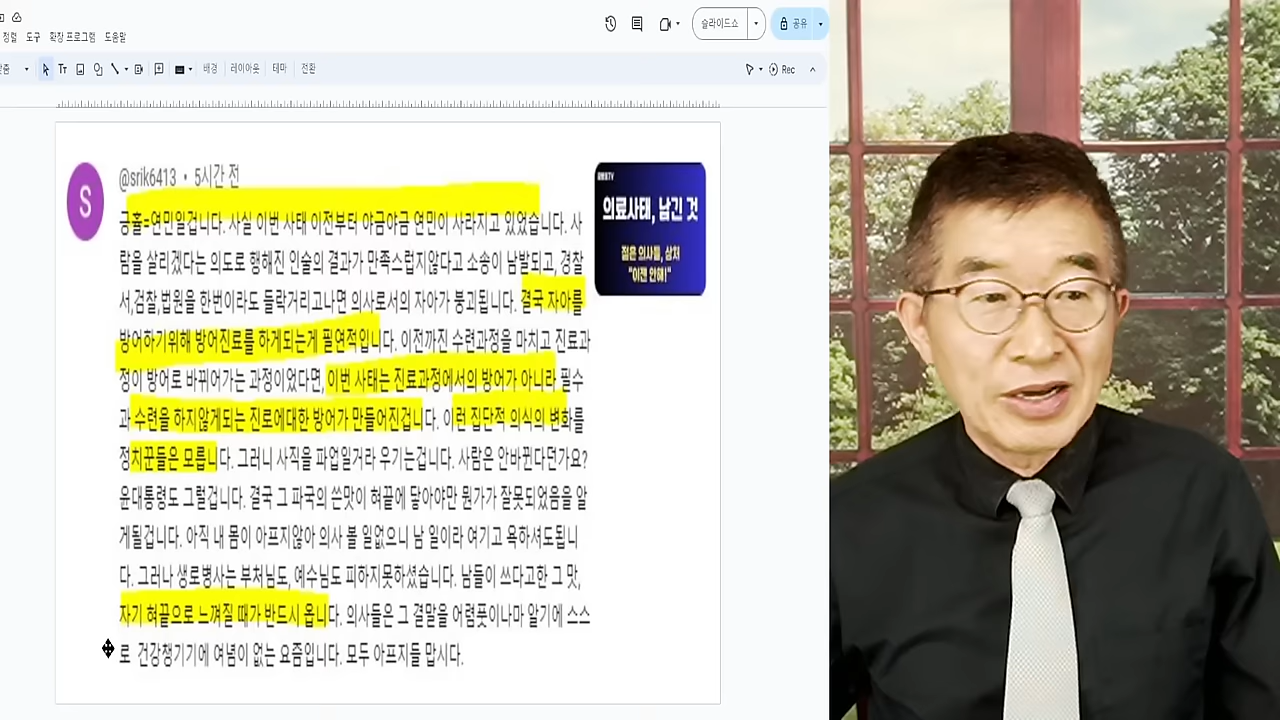 정렬 도구 확장 프로그램 도움말
슬라이드쇼
공유
배경 레이아웃 테마 전환
Rec
@srik6413 • 5시간 전
S
긍휼=연민일겁니다. 사실 이번 사태 이전부터 야금야금 연민이 사라지고 있었습니다. 사
람을 살리겠다는 의도로 행해진 인술의 결과가 만족스럽지않다고 소송이 남발되고, 경찰
서,검찰,법원을 한번이라도 들락거리고나면 의사로서의 자아가 붕괴됩니다. 결국 자아를
방어하기위해 방어진료를 하게되는게 필연적입니다. 이전까진 수련과정을 마치고 진료과
정이 방어로 바뀌어가는 과정이었다면, 이번 사태는 진료과정에서의 방어가 아니라 필수
과 수련을 하지않게되는 진로에대한 방어가 만들어진겁니다. 이런 집단적 의식의 변화를
정치꾼들은 모릅니다. 그러니 사직을 파업일거라 우기는겁니다. 사람은 안바뀐다던가요?
윤대통령도 그럴겁니다. 결국 그 파국의 쓴맛이 혀끝에 닿아야만 뭔가가 잘못되었음을 알
게될겁니다. 아직 내 몸이 아프지않아 의사 볼 일없으니 남 일이라 여기고 욕하셔도됩니
다. 그러나 생로병사는 부처님도, 예수님도 피하지못하셨습니다. 남들이 쓰다고한 그 맛,
자기 혀끝으로 느껴질 때가 반드시 옵니다. 의사들은 그 결말을 어렴풋이나마 알기에 스스
로 건강챙기기에 여념이 없는 요즘입니다. 모두 아프지들 맙시다.
의료사태, 남긴 것
젊은 의사들, 상처
"이젠 안해!"